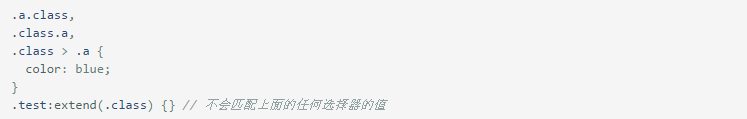 .a.class,
.class.a,
.class > .a {
  color: blue;
}
.test:extend(.class) {} // 不会匹配上面的任何选择器的值